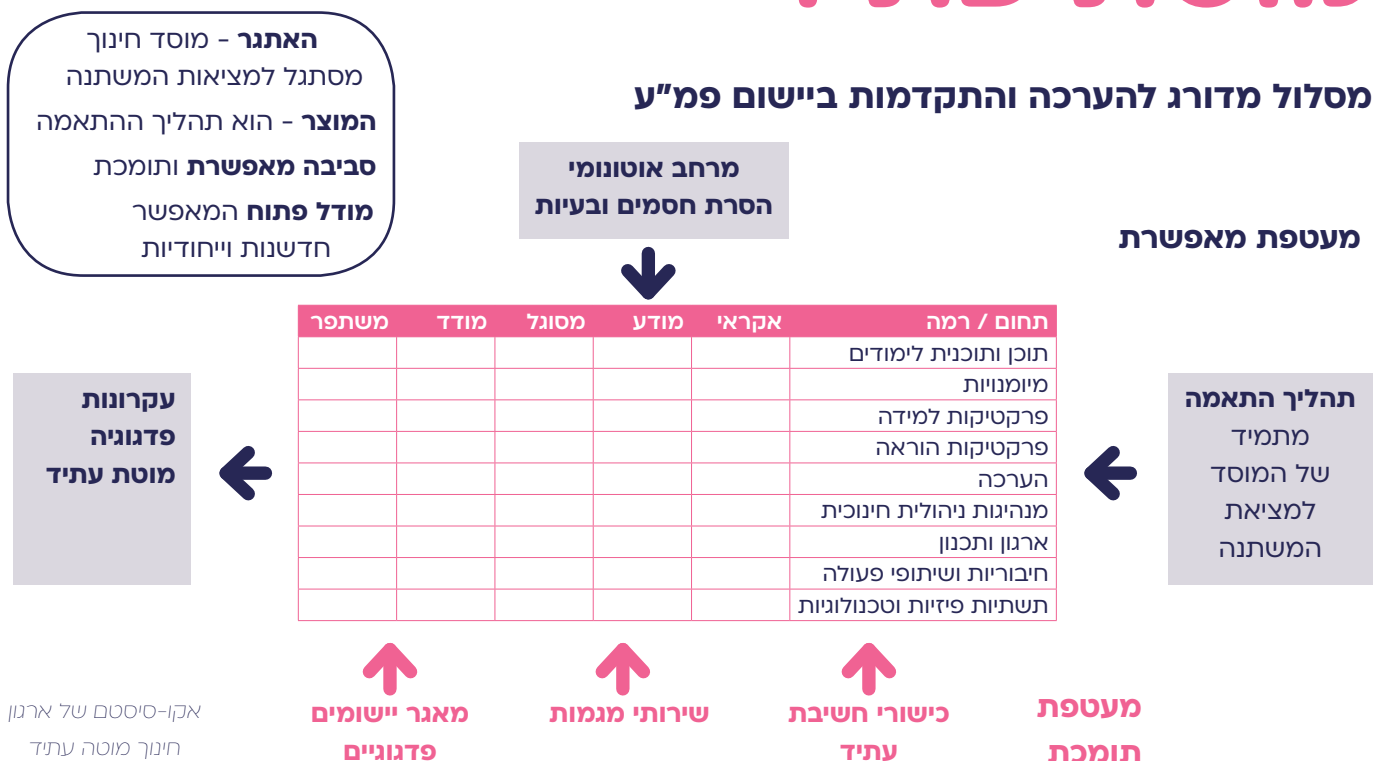 האתגר - מוסד חינוך
מסתגל למציאות המשתנה
המוצר - הוא תהליך ההתאמה
סביבה מאפשרת ותומכת
מודל פתוח המאפשר
חדשנות וייחודיות
מסלול מדורג להערכה והתקדמות ביישום פמ"ע
מרחב אוטונומי
הסרת חסמים ובעיות
מעטפת מאפשרת
תחום / רמה אקראי מודע מסוגל מודד משתפר
תוכן ותוכנית לימודים
מיומנויות
פרקטיקות למידה
פרקטיקות הוראה
הערכה
מנהיגות ניהולית חינוכית
ארגון ותכנון
חיבוריות ושיתופי פעולה
תשתיות פיזיות וטכנולוגיות
תהליך התאמה
מתמיד
של המוסד
למציאת
המשתנה
עקרונות
פדגוגיה
מוטת עתיד
מעטפת
תומכת
כישורי חשיבת
עתיד
שירותי מגמות
מאגר יישומים
פדגוגיים
אקו-סיסטם של ארגון
חינוך מוטה עתיד